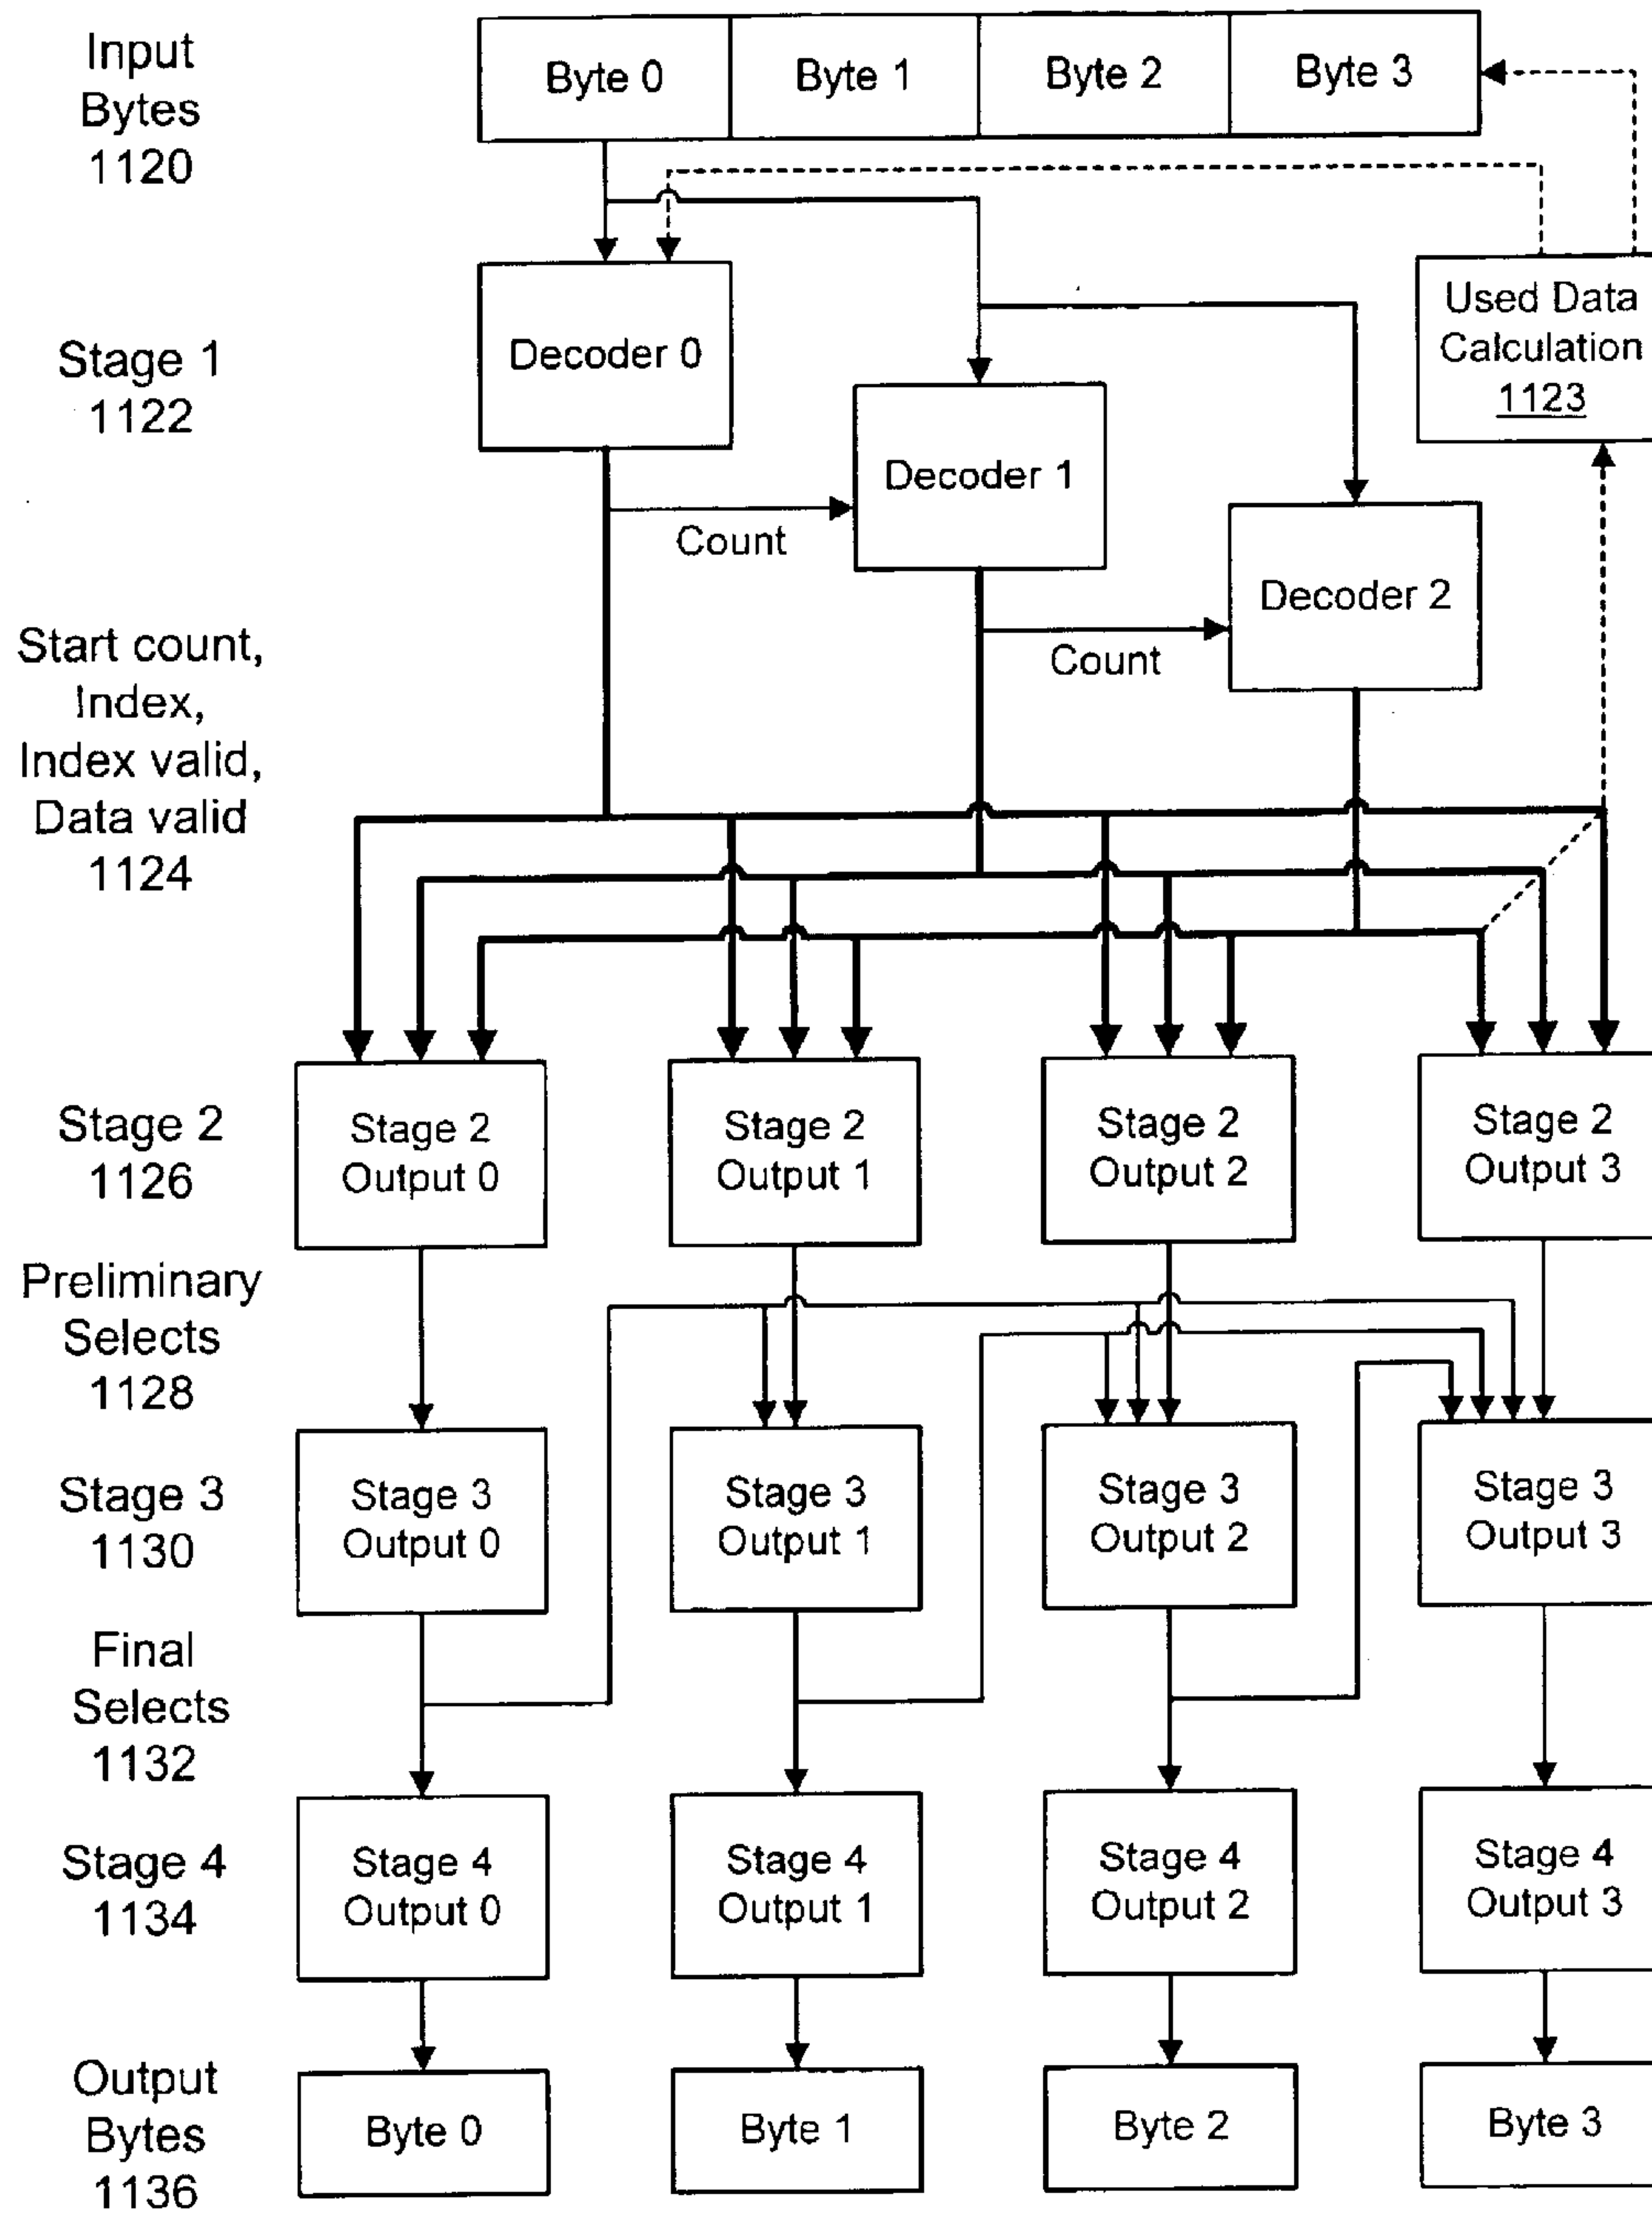 Input
Bytes
1120
Byte 0
Byte 1
Byte 2
Byte 3
Stage 1
1122
Decoder 0
Decoder 1
Decoder 2
Used Data
Calculation
1123
Count
Count
Start count,
Index,
Index valid,
Data valid
1124
Stage 2
1126
Stage 2
Output 0
Stage 2
Output 1
Stage 2
Output 2
Stage 2
Output 3
Preliminary
Selects
1128
Stage 3
1130
Stage 3
Output 0
Stage 3
Output 1
Stage 3
Output 2
Stage 3
Output 3
Final
Selects
1132
Stage 4
1134
Stage 4
Output 0
Stage 4
Output 1
Stage 4
Output 2
Stage 4
Output 3
Output
Bytes
1136
Byte 0
Byte 1
Byte 2
Byte 3